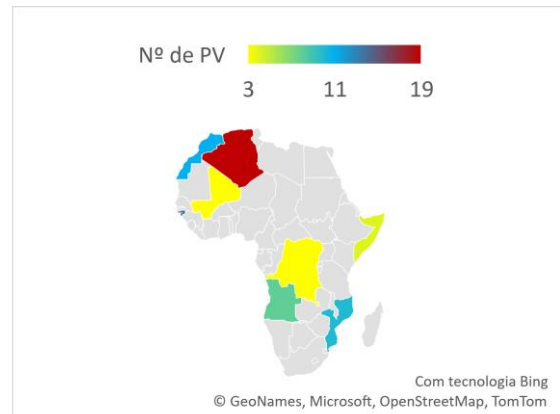 Nº de PV
3 11 19
Com tecnologia Bing
© GeoNames, Microsoft, OpenStreetMap, TomTom